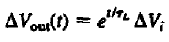 ΔV_out(t) = e^{t/τ_L} ΔV_i